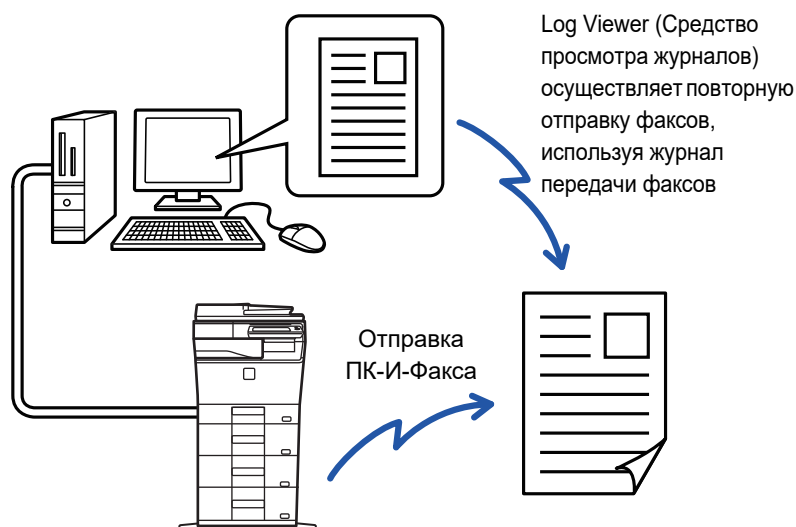 Log Viewer (Средство
просмотра журналов)
осуществляет повторную
отправку факсов,
используя журнал
передачи факсов
Отправка
ПК-И-Факса